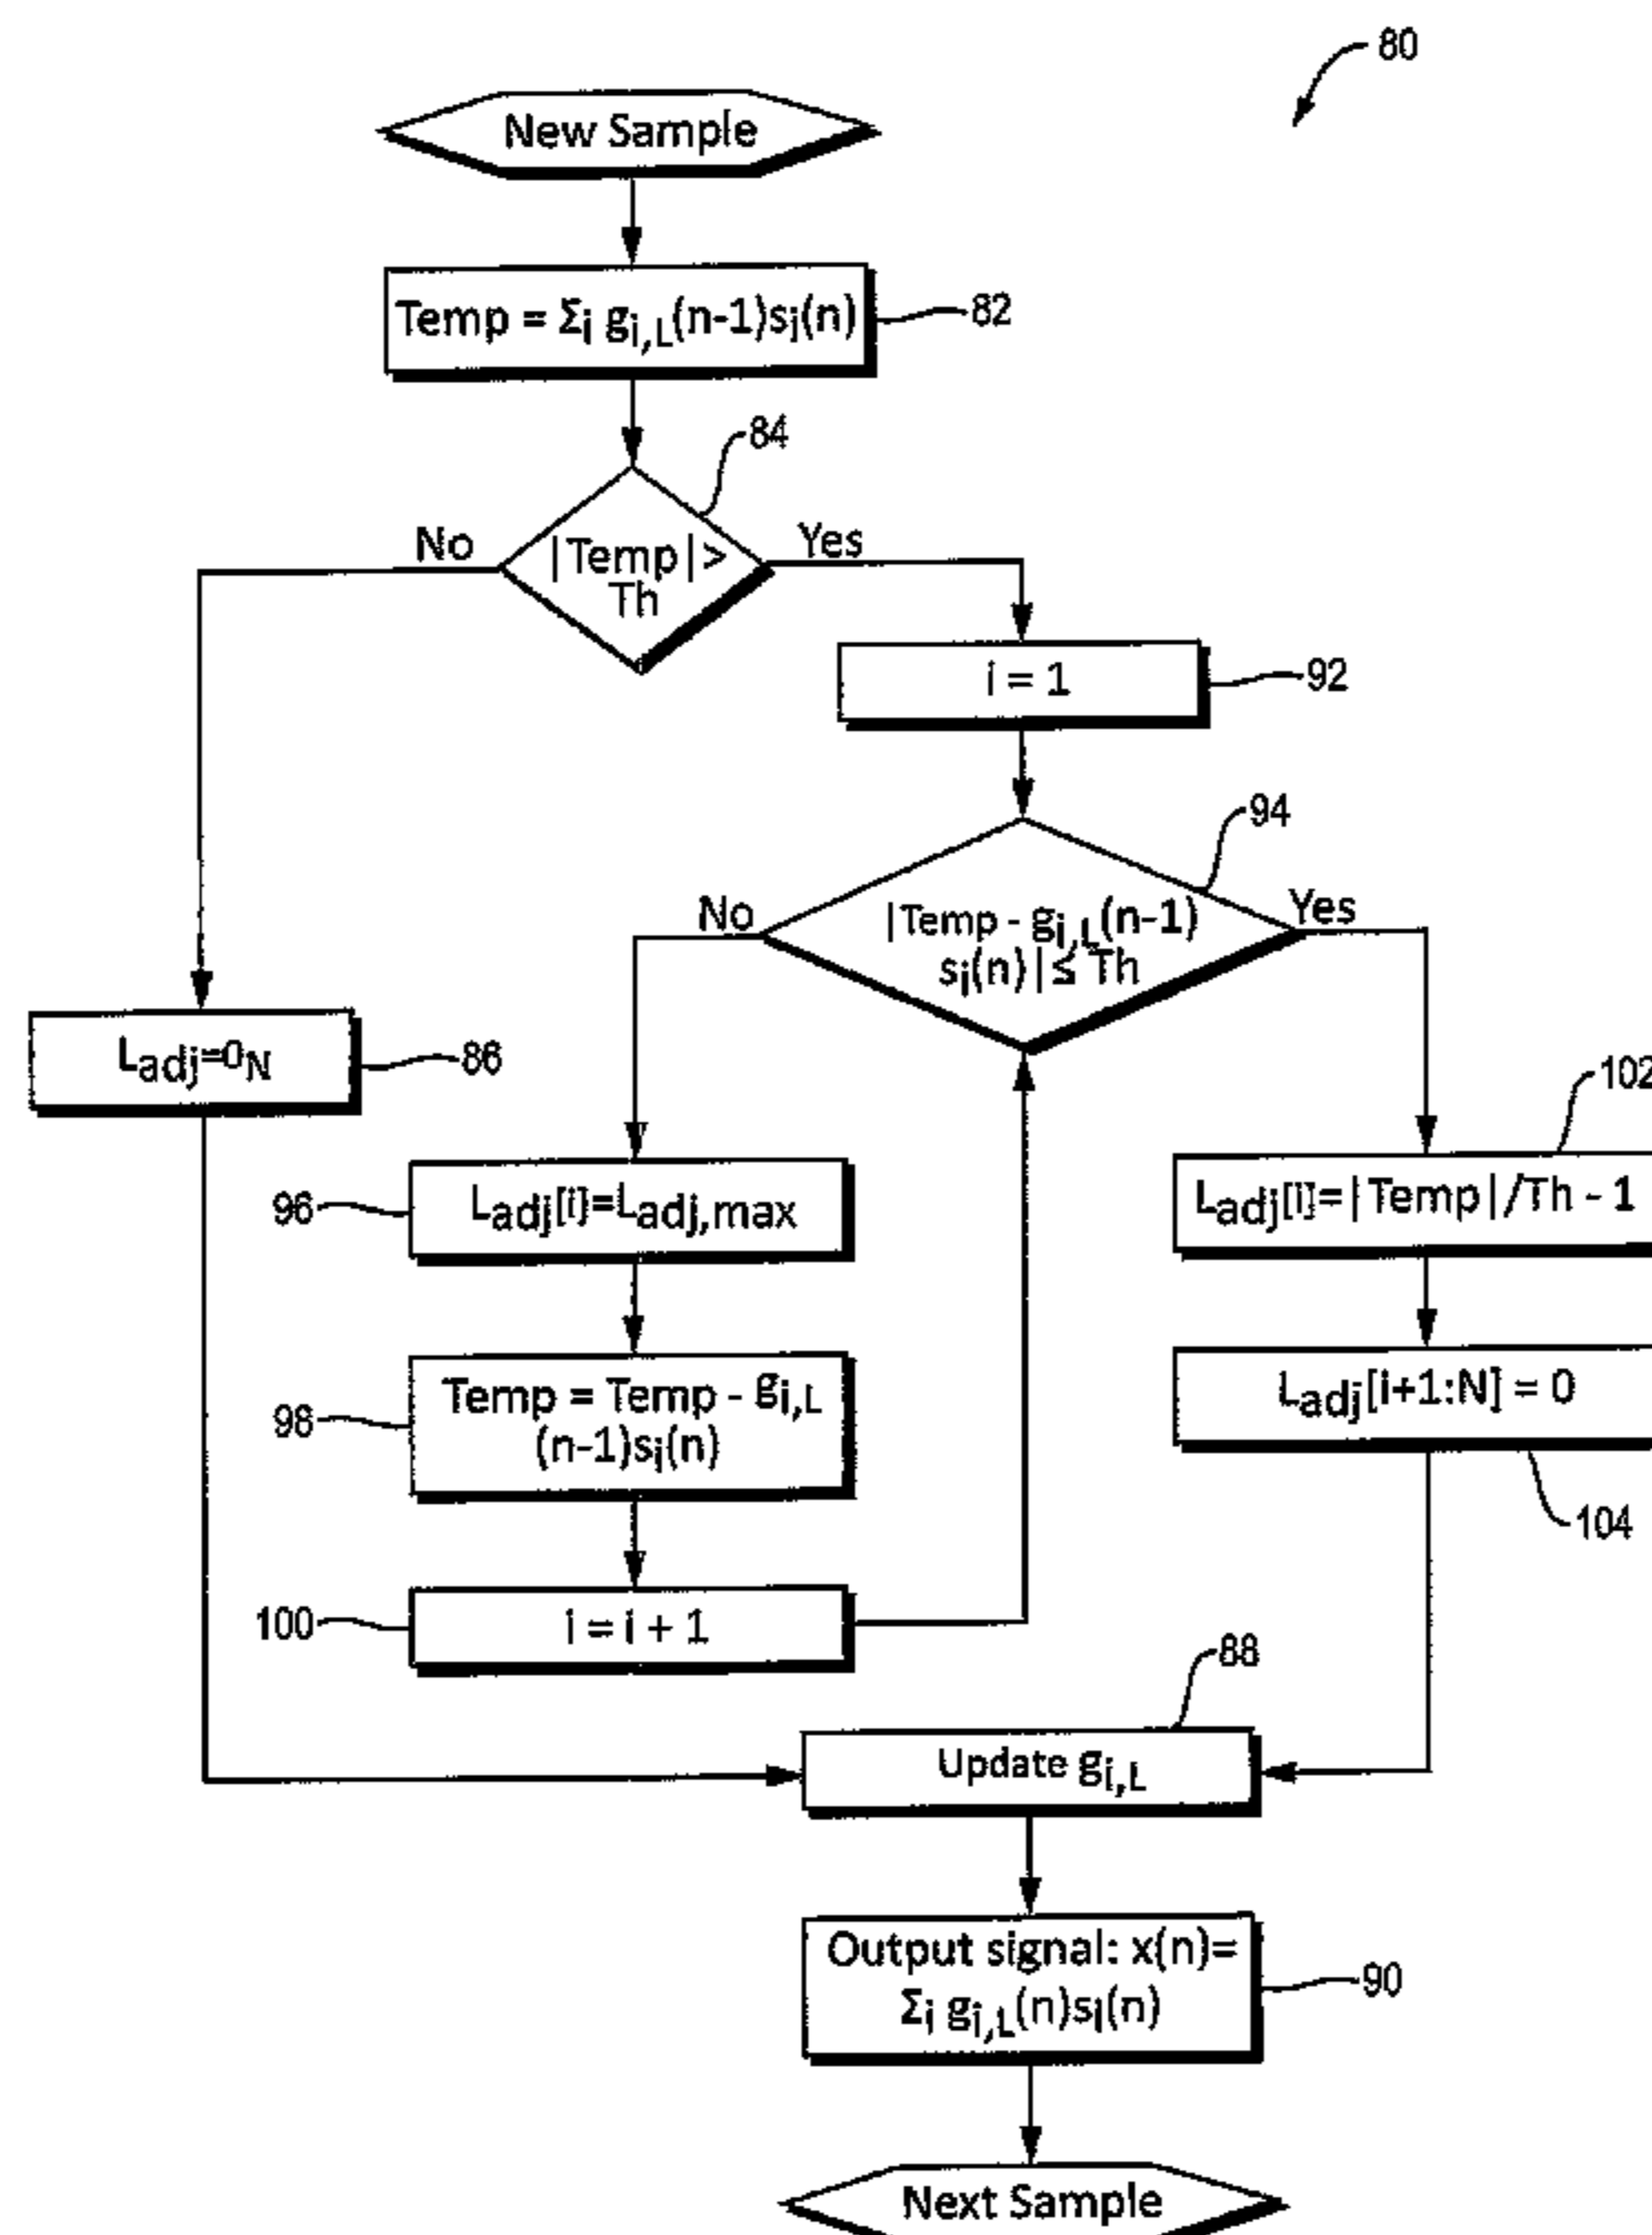 80
New Sample
Temp = Σi gi,L(n-1)si(n)
82
84
No
Yes
|Temp|>
Th
i = 1
92
94
No
Yes
|Temp - gi,L(n-1)
si(n)|≤ Th
Ladj=0N
86
102
96
Ladj[i]=Ladj,max
Ladj[i]=|Temp|/Th - 1
98
Temp = Temp - gi,L
(n-1)si(n)
Ladj[i+1:N] = 0
104
100
i = i + 1
88
Update gi,L
Output signal: x(n)=
Σi gi,L(n)si(n)
90
Next Sample